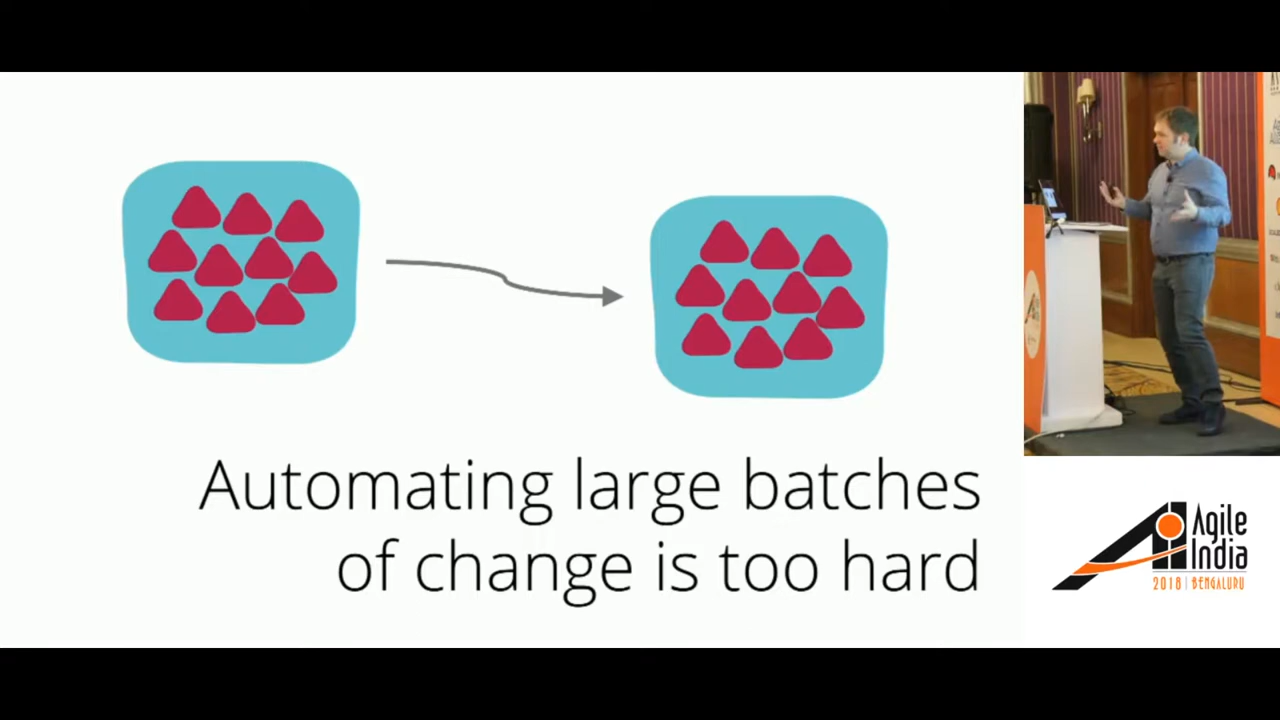 Automating large batches
of change is too hard
Agile
India
2018 | BENGALURU